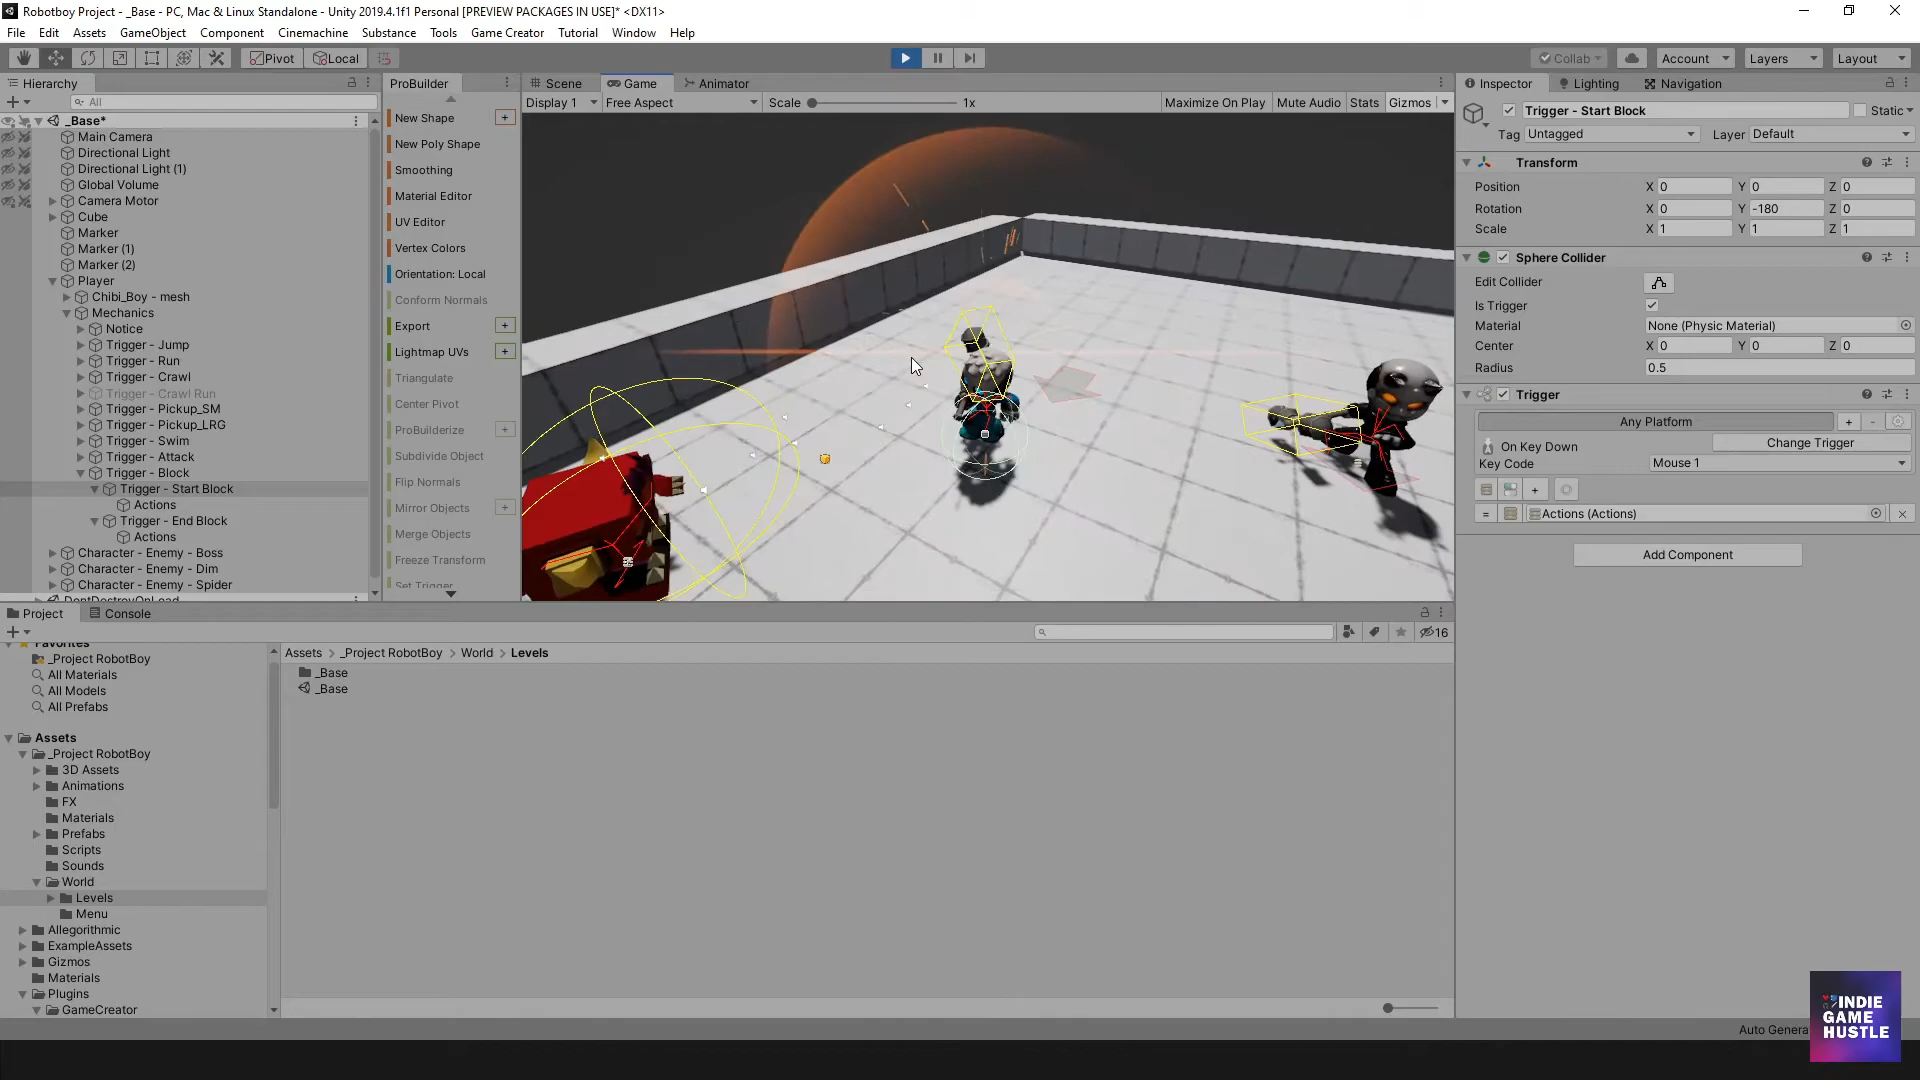 Robotboy Project - _Base - PC, Mac & Linux Standalone - Unity 2019.4.1f1 Personal [PREVIEW PACKAGES IN USE]* <DX11>
File Edit Assets GameObject Component Cinemachine Substance Tools Game Creator Tutorial Window Help
Pivot Local Collab Account Layers Layout
Hierarchy
All
_Base*
Main Camera
Directional Light
Directional Light (1)
Global Volume
Camera Motor
Cube
Marker
Marker (1)
Marker (2)
Player
Chibi_Boy - mesh
Mechanics
Notice
Trigger - Jump
Trigger - Run
Trigger - Crawl
Trigger - Crawl Run
Trigger - Pickup_SM
Trigger - Pickup_LRG
Trigger - Swim
Trigger - Attack
Trigger - Block
Trigger - Start Block
Actions
Trigger - End Block
Actions
Character - Enemy - Boss
Character - Enemy - Dim
Character - Enemy - Spider
DontDestroyOnLoad
ProBuilder
New Shape +
New Poly Shape
Smoothing
Material Editor
UV Editor
Vertex Colors
Orientation: Local
Conform Normals
Export +
Lightmap UVs +
Triangulate
Center Pivot
ProBuilderize +
Subdivide Object
Flip Normals
Mirror Objects +
Merge Objects
Freeze Transform
Set Trigger
Scene Game Animator
Display 1 Free Aspect Scale 1x Maximize On Play Mute Audio Stats Gizmos
Inspector Lighting Navigation
Trigger - Start Block Static
Tag Untagged Layer Default
Transform
Position X 0 Y 0 Z 0
Rotation X 0 Y -180 Z 0
Scale X 1 Y 1 Z 1
Sphere Collider
Edit Collider
Is Trigger
Material None (Physic Material)
Center X 0 Y 0 Z 0
Radius 0.5
Trigger
Any Platform + -
On Key Down Change Trigger
Key Code Mouse 1
+
= Actions (Actions)
Add Component
Project Console
16
Favorites
_Project RobotBoy
All Materials
All Models
All Prefabs
Assets
_Project RobotBoy
3D Assets
Animations
FX
Materials
Prefabs
Scripts
Sounds
World
Levels
Menu
Allegorithmic
ExampleAssets
Gizmos
Materials
Plugins
GameCreator
Assets > _Project RobotBoy > World > Levels
_Base
_Base
Auto Genera
INDIE
GAME
HUSTLE